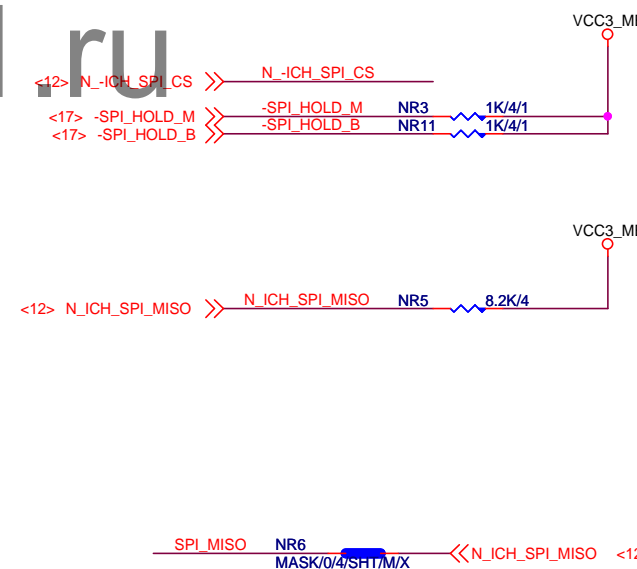 .ru
VCC3_M
<12> N_-ICH_SPI_CS N_-ICH_SPI_CS
<17> -SPI_HOLD_M -SPI_HOLD_M NR3 1K/4/1
<17> -SPI_HOLD_B -SPI_HOLD_B NR11 1K/4/1
VCC3_M
<12> N_ICH_SPI_MISO N_ICH_SPI_MISO NR5 8.2K/4
SPI_MISO NR6 N_ICH_SPI_MISO <12
MASK/0/4/SHT/M/X